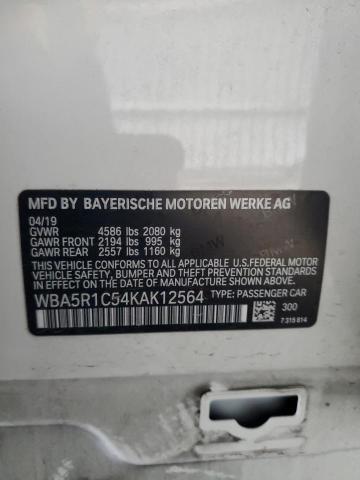 MFD BY BAYERISCHE MOTOREN WERKE AG
04/19
GVWR 4586 lbs 2080 kg
GAWR FRONT 2194 lbs 995 kg
GAWR REAR 2557 lbs 1160 kg
THIS VEHICLE CONFORMS TO ALL APPLICABLE
U.S.FEDERAL MOTOR
VEHICLE SAFETY, BUMPER, AND THEFT PREVENTION
STANDARDS IN EFFECT ON THE DATE OF
MANUFACTURE SHOWN ABOVE.
WBA5R1C54KAK12564 TYPE: PASSENGER CAR
300
7 318 814